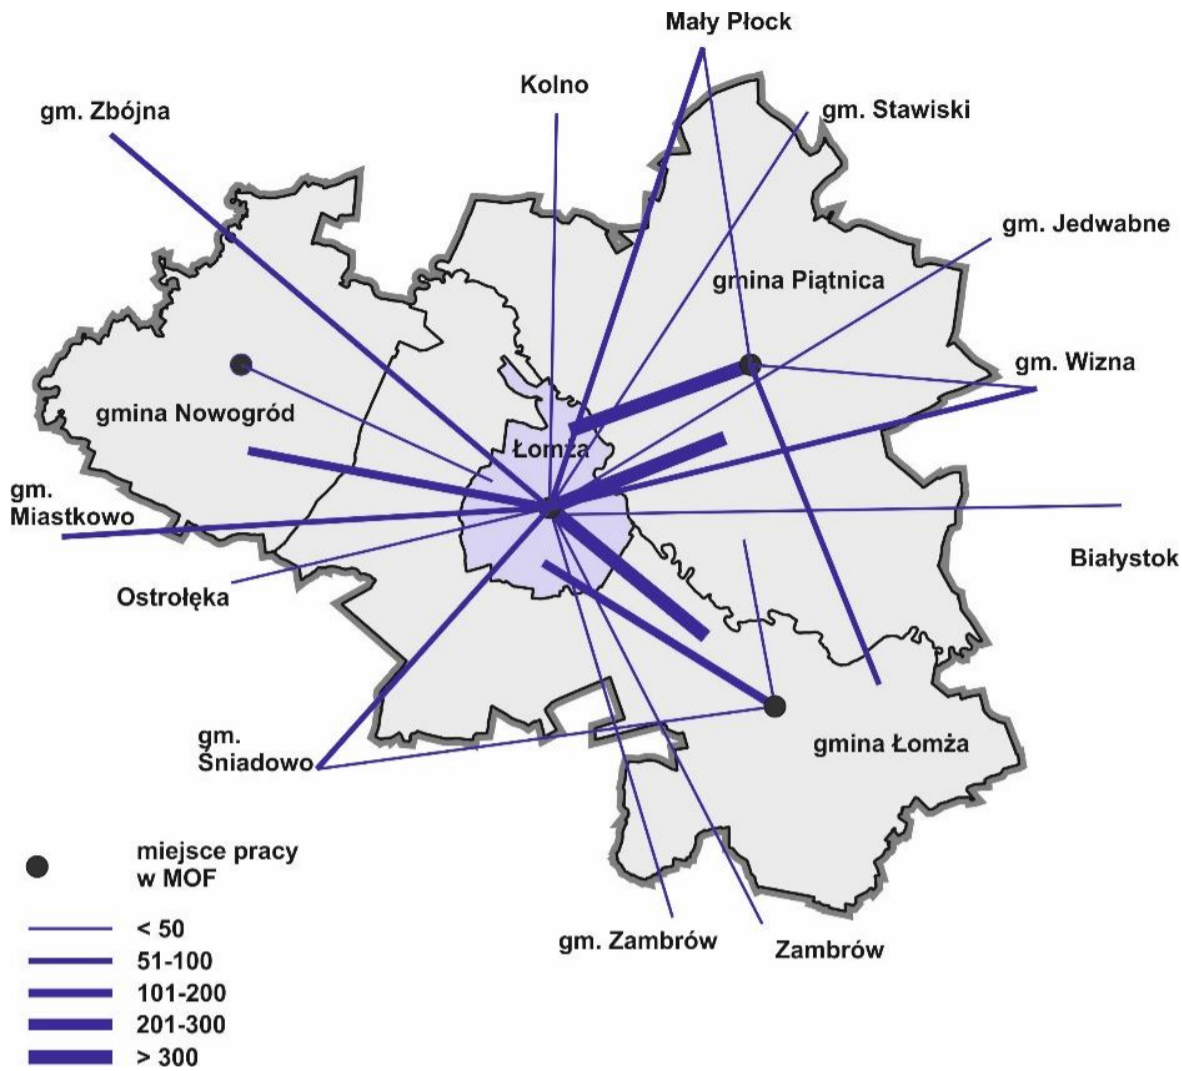 Mały Płock
Kolno
gm. Zbójna
gm. Stawiski
gm. Jedwabne
gmina Piątnica
gm. Wizna
gmina Nowogród
Łomża
gm.
Miastkowo
Białystok
Ostrołęka
gm.
Śniadowo
gmina Łomża
miejsce pracy
w MOF
< 50
gm. Zambrów
Zambrów
51-100
101-200
201-300
> 300